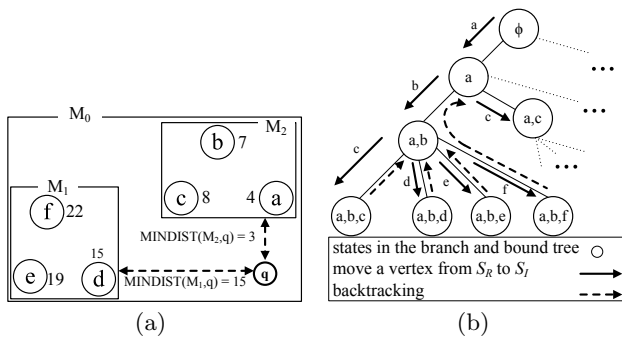 M0
M2
b 7
c 8
4 a
M1
f 22
e 19
15
d
MINDIST(M2,q) = 3
MINDIST(M1,q) = 15
q
(a)
ϕ
a
a
b
c
a,c
...
...
c
a,b
d
e
f
a,b,c
a,b,d
a,b,e
a,b,f
...
states in the branch and bound tree
move a vertex from SR to SI
backtracking
(b)